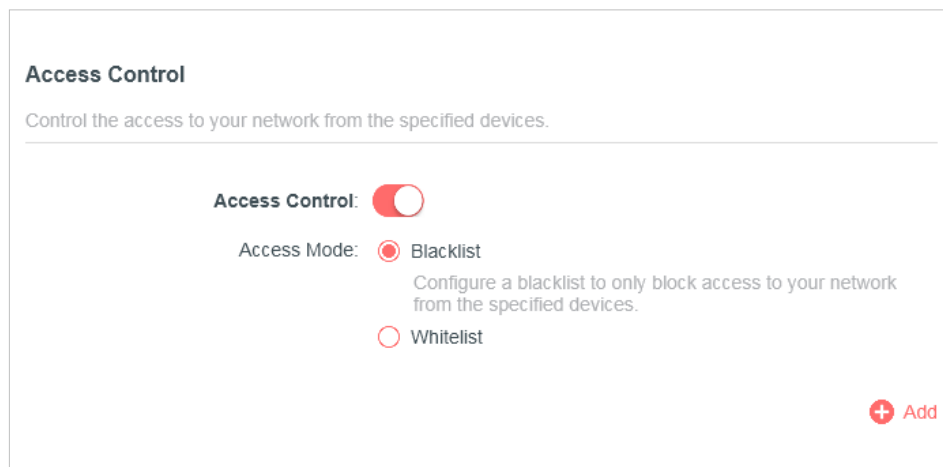 Access Control
Control the access to your network from the specified devices.
Access Control:
Access Mode: Blacklist
Configure a blacklist to only block access to your network
from the specified devices.
Whitelist
Add